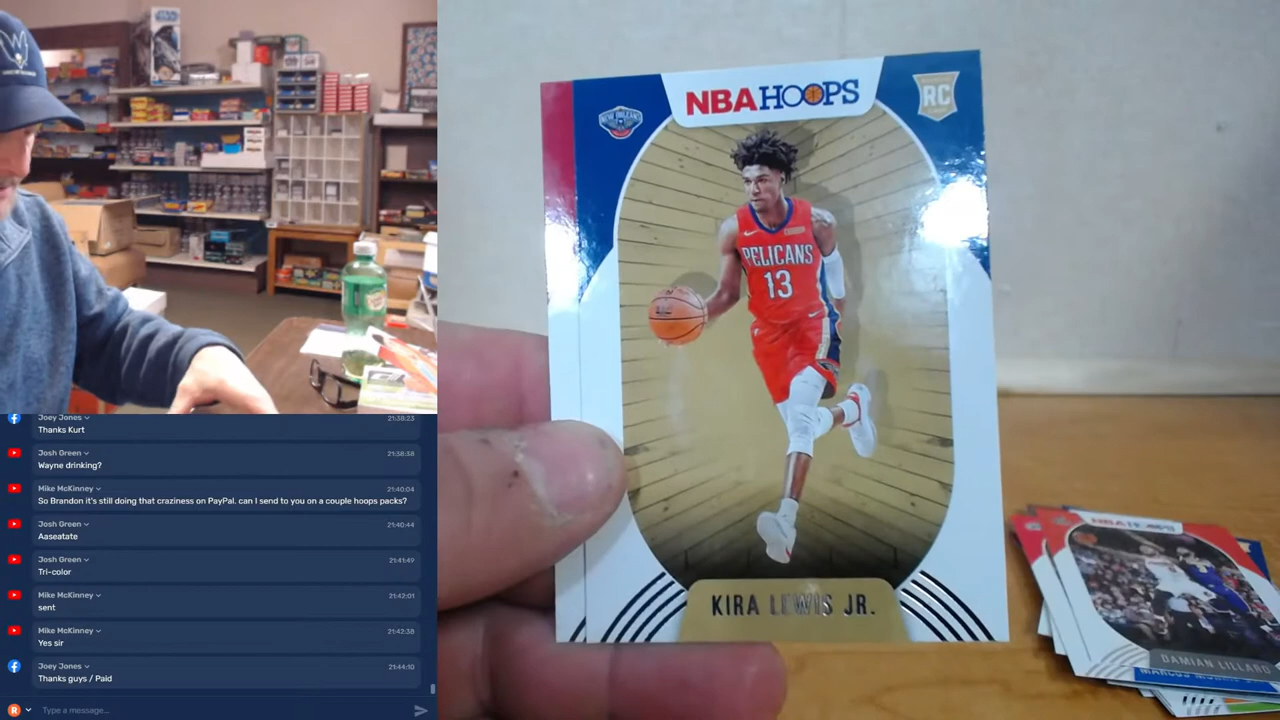 Joey Jones
21:38:23
Thanks Kurt
Josh Green
21:38:38
Wayne drinking?
Mike McKinney
21:40:04
So Brandon it's still doing that craziness on PayPal. can I send to you on a couple hoops packs?
Josh Green
21:40:44
Aaseatate
Josh Green
21:41:49
Tri-color
Mike McKinney
21:42:01
sent
Mike McKinney
21:42:38
Yes sir
Joey Jones
21:44:10
Thanks guys / Paid
R
Type a message...
NBA HOOPS
NEW ORLEANS
RC
PELICANS
13
KIRA LEWIS JR.
NBA HOOPS
DAMIAN LILLARD